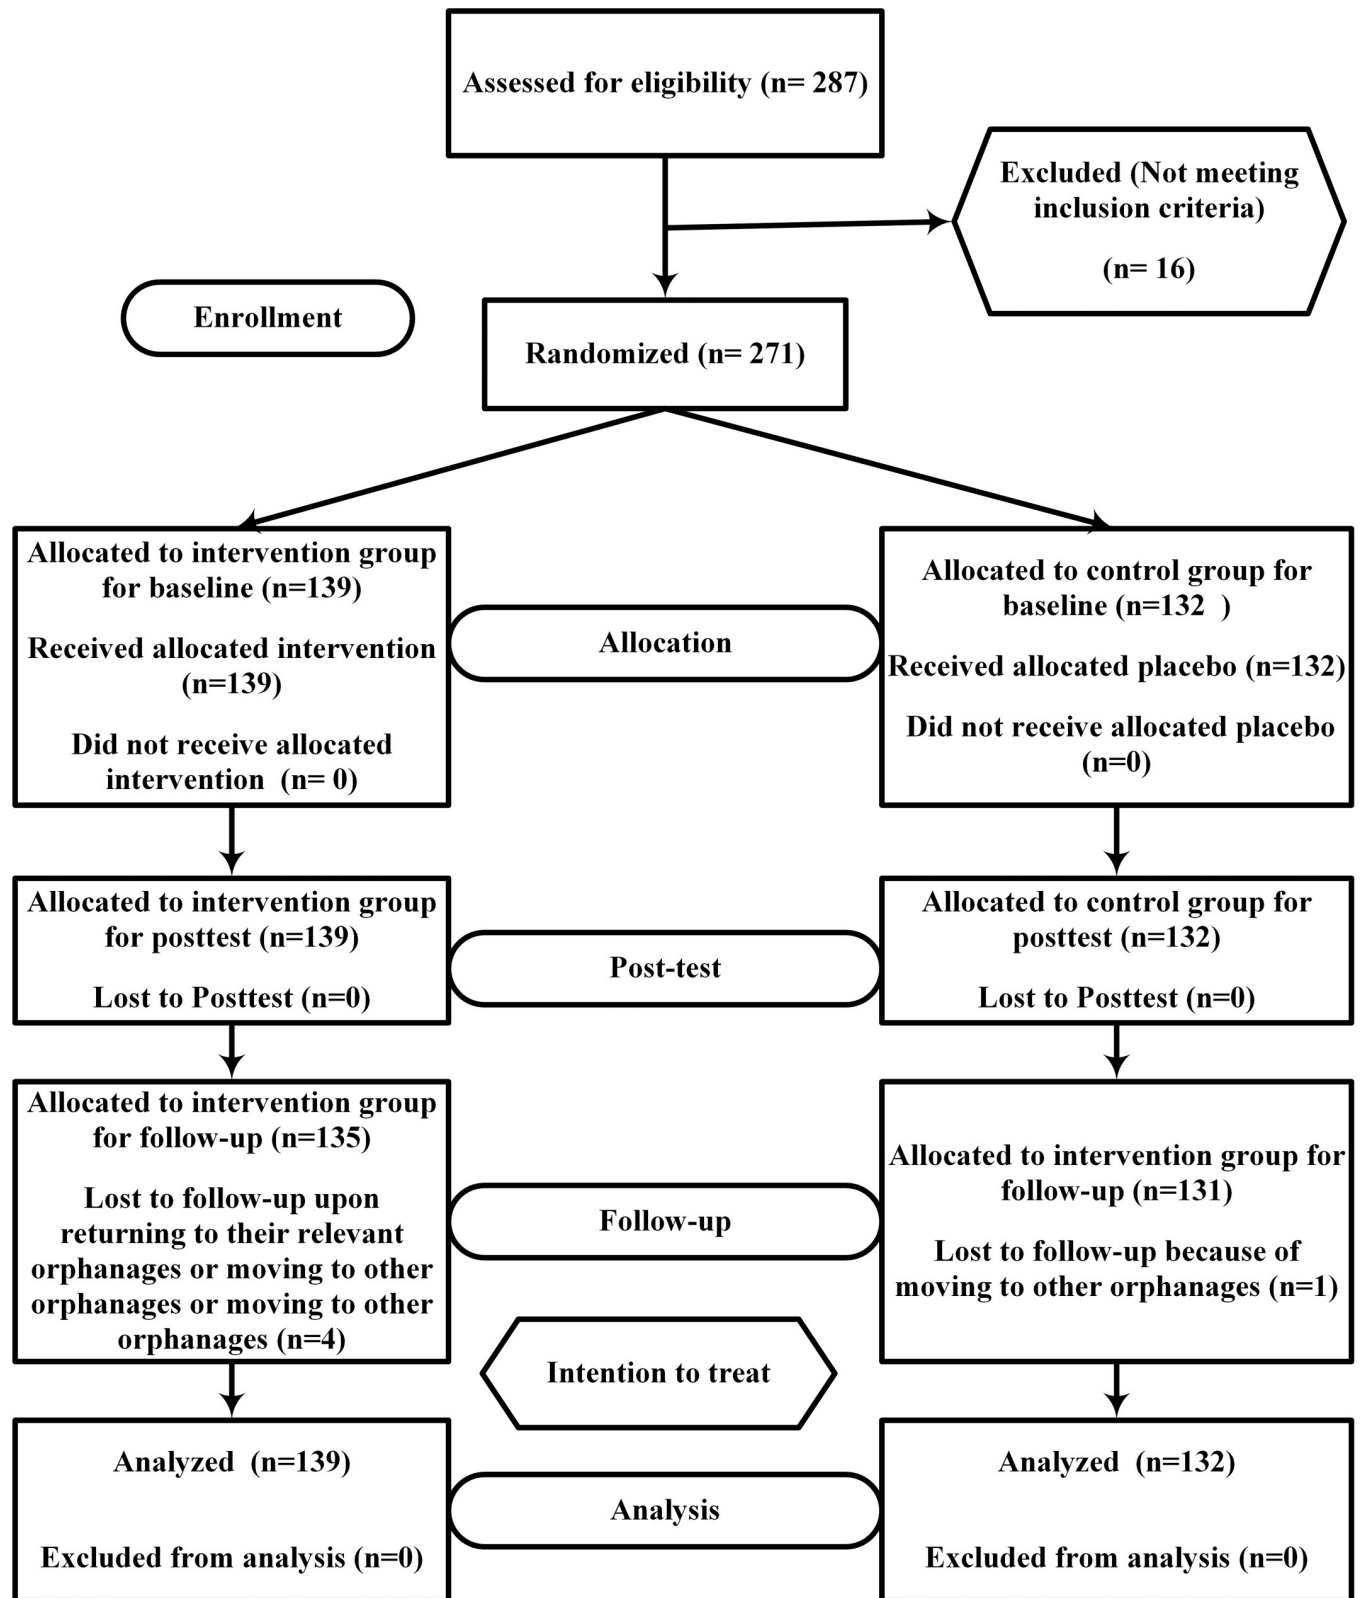 Assessed for eligibility (n= 287)
Excluded (Not meeting
inclusion criteria)
(n= 16)
Enrollment
Randomized (n= 271)
Allocated to intervention group
for baseline (n=139)
Received allocated intervention
(n=139)
Did not receive allocated
intervention  (n= 0)
Allocation
Allocated to control group for
baseline (n=132  )
Received allocated placebo (n=132)
Did not receive allocated placebo
(n=0)
Allocated to intervention group
for posttest (n=139)
Lost to Posttest (n=0)
Post-test
Allocated to control group for
posttest (n=132)
Lost to Posttest (n=0)
Allocated to intervention group
for follow-up (n=135)
Lost to follow-up upon
returning to their relevant
orphanages or moving to other
orphanages or moving to other
orphanages (n=4)
Follow-up
Allocated to intervention group for
follow-up (n=131)
Lost to follow-up because of
moving to other orphanages (n=1)
Intention to treat
Analyzed  (n=139)
Excluded from analysis (n=0)
Analysis
Analyzed  (n=132)
Excluded from analysis (n=0)